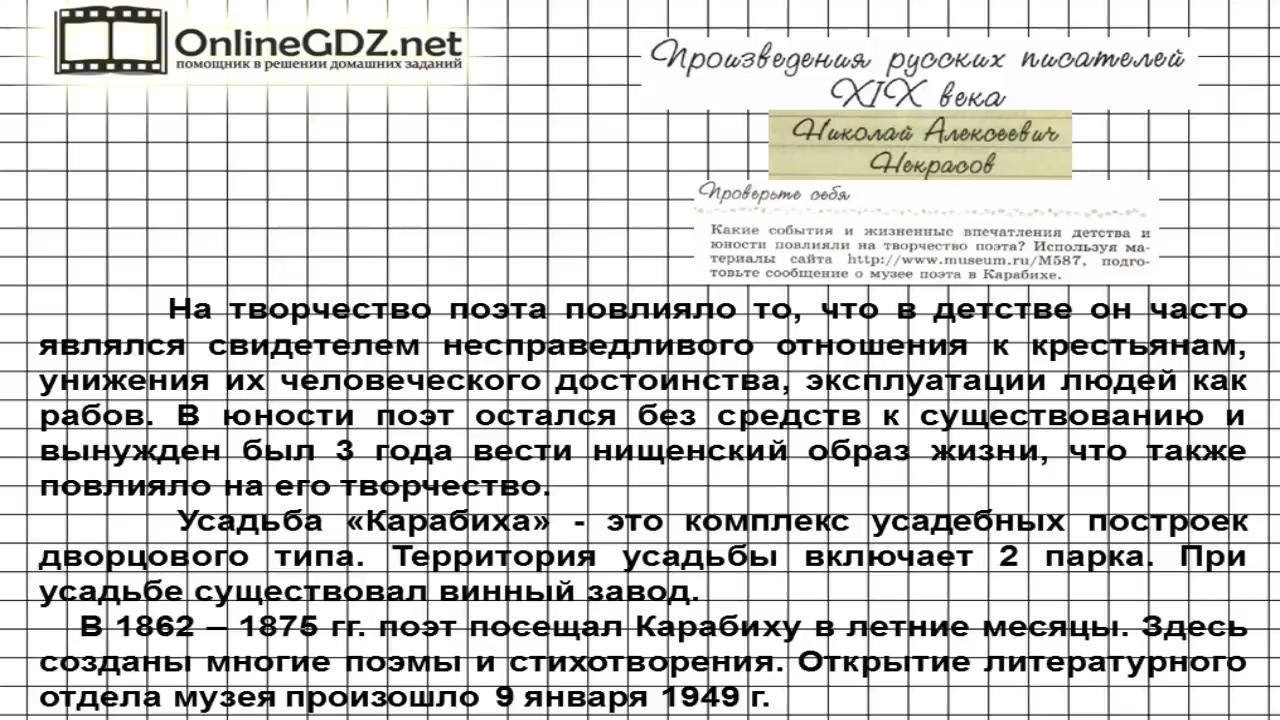 OnlineGDZ.net
помощник в решении домашних заданий
Произведения русских писателей
XIX века
Николай Алексеевич
Некрасов
Проверьте себя
Какие события и жизненные впечатления детства и
юности повлияли на творчество поэта? Используя ма-
териалы сайта http://www.museum.ru/M587, подго-
товьте сообщение о музее поэта в Карабихе.
На творчество поэта повлияло то, что в детстве он часто
являлся свидетелем несправедливого отношения к крестьянам,
унижения их человеческого достоинства, эксплуатации людей как
рабов. В юности поэт остался без средств к существованию и
вынужден был 3 года вести нищенский образ жизни, что также
повлияло на его творчество.
Усадьба «Карабиха» - это комплекс усадебных построек
дворцового типа. Территория усадьбы включает 2 парка. При
усадьбе существовал винный завод.
В 1862 – 1875 гг. поэт посещал Карабиху в летние месяцы. Здесь
созданы многие поэмы и стихотворения. Открытие литературного
отдела музея произошло 9 января 1949 г.